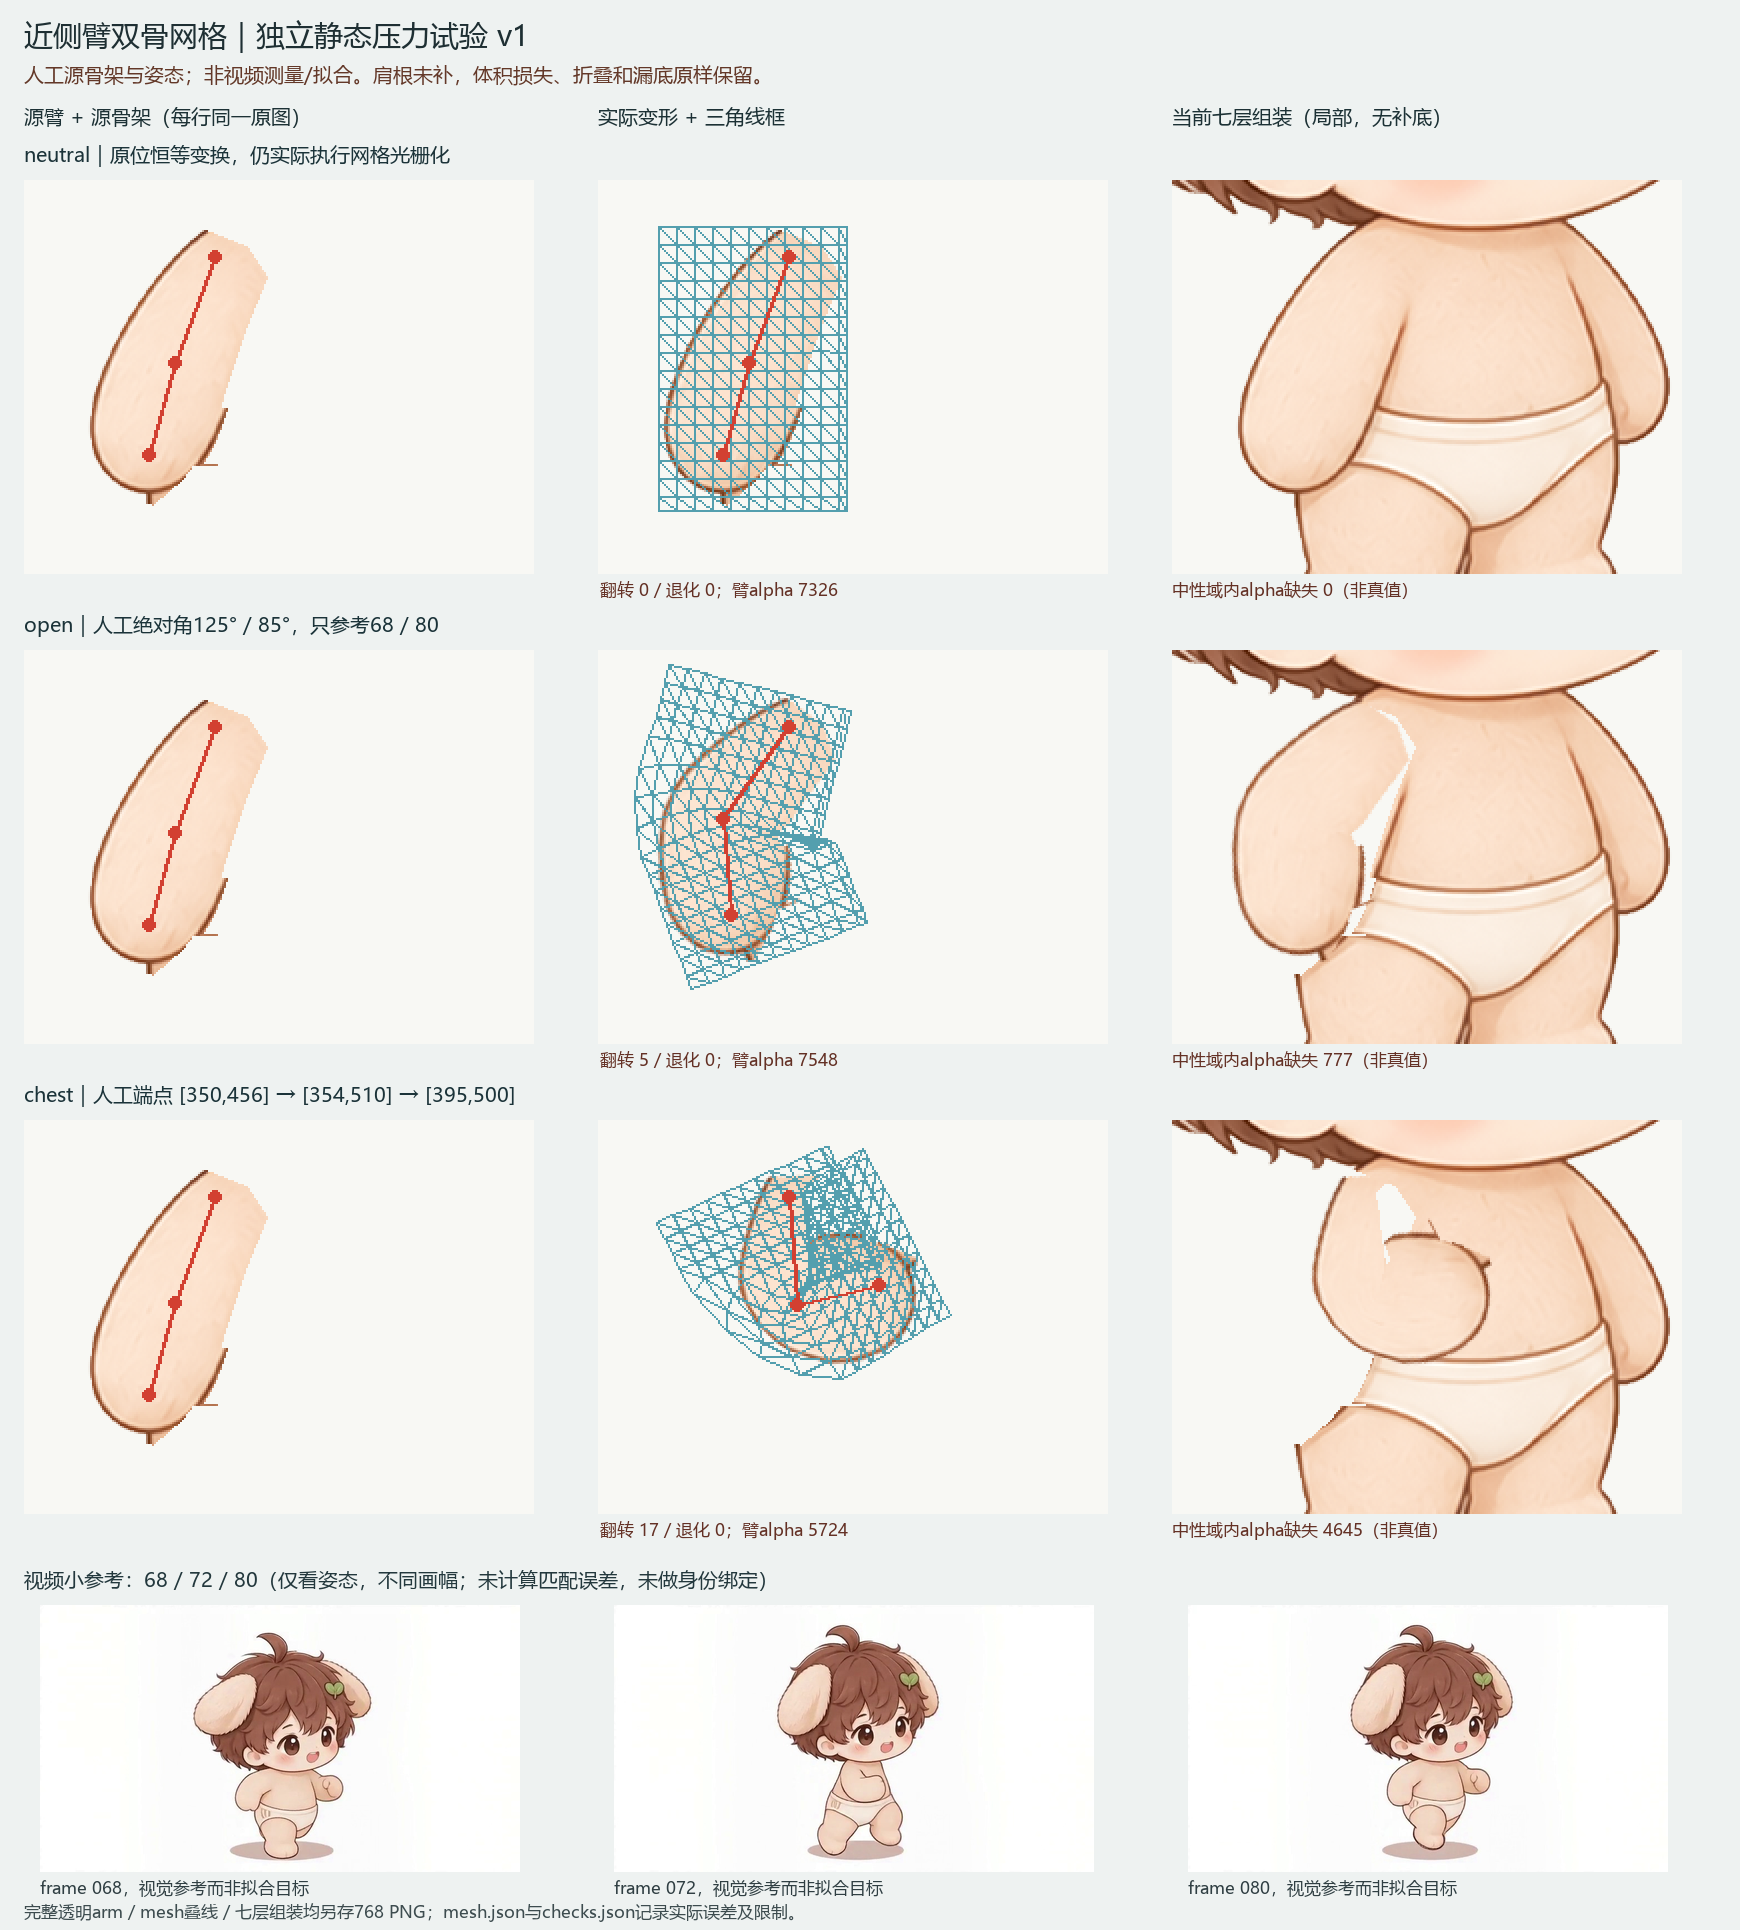 近侧臂双骨网格｜独立静态压力试验 v1
人工源骨架与姿态；非视频测量/拟合。肩根未补，体积损失、折叠和漏底原样保留。
源臂 + 源骨架（每行同一原图）
实际变形 + 三角线框
当前七层组装（局部，无补底）
neutral｜原位恒等变换，仍实际执行网格光栅化
翻转 0 / 退化 0；臂alpha 7326
中性域内alpha缺失 0（非真值）
open｜人工绝对角125° / 85°，只参考68 / 80
翻转 5 / 退化 0；臂alpha 7548
中性域内alpha缺失 777（非真值）
chest｜人工端点 [350,456] → [354,510] → [395,500]
翻转 17 / 退化 0；臂alpha 5724
中性域内alpha缺失 4645（非真值）
视频小参考：68 / 72 / 80（仅看姿态，不同画幅；未计算匹配误差，未做身份绑定）
frame 068，视觉参考而非拟合目标
frame 072，视觉参考而非拟合目标
frame 080，视觉参考而非拟合目标
完整透明arm / mesh叠线 / 七层组装均另存768 PNG；mesh.json与checks.json记录实际误差及限制。